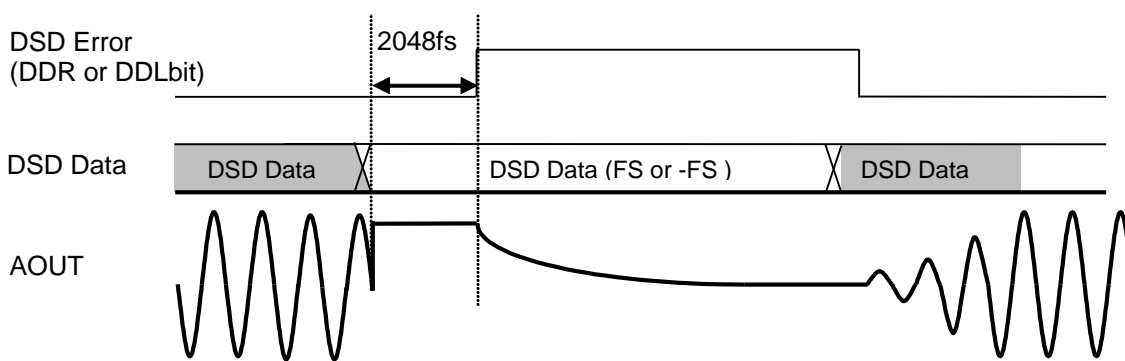 DSD Error
(DDR or DDLbit)
2048fs
DSD Data
DSD Data
DSD Data (FS or -FS )
DSD Data
AOUT